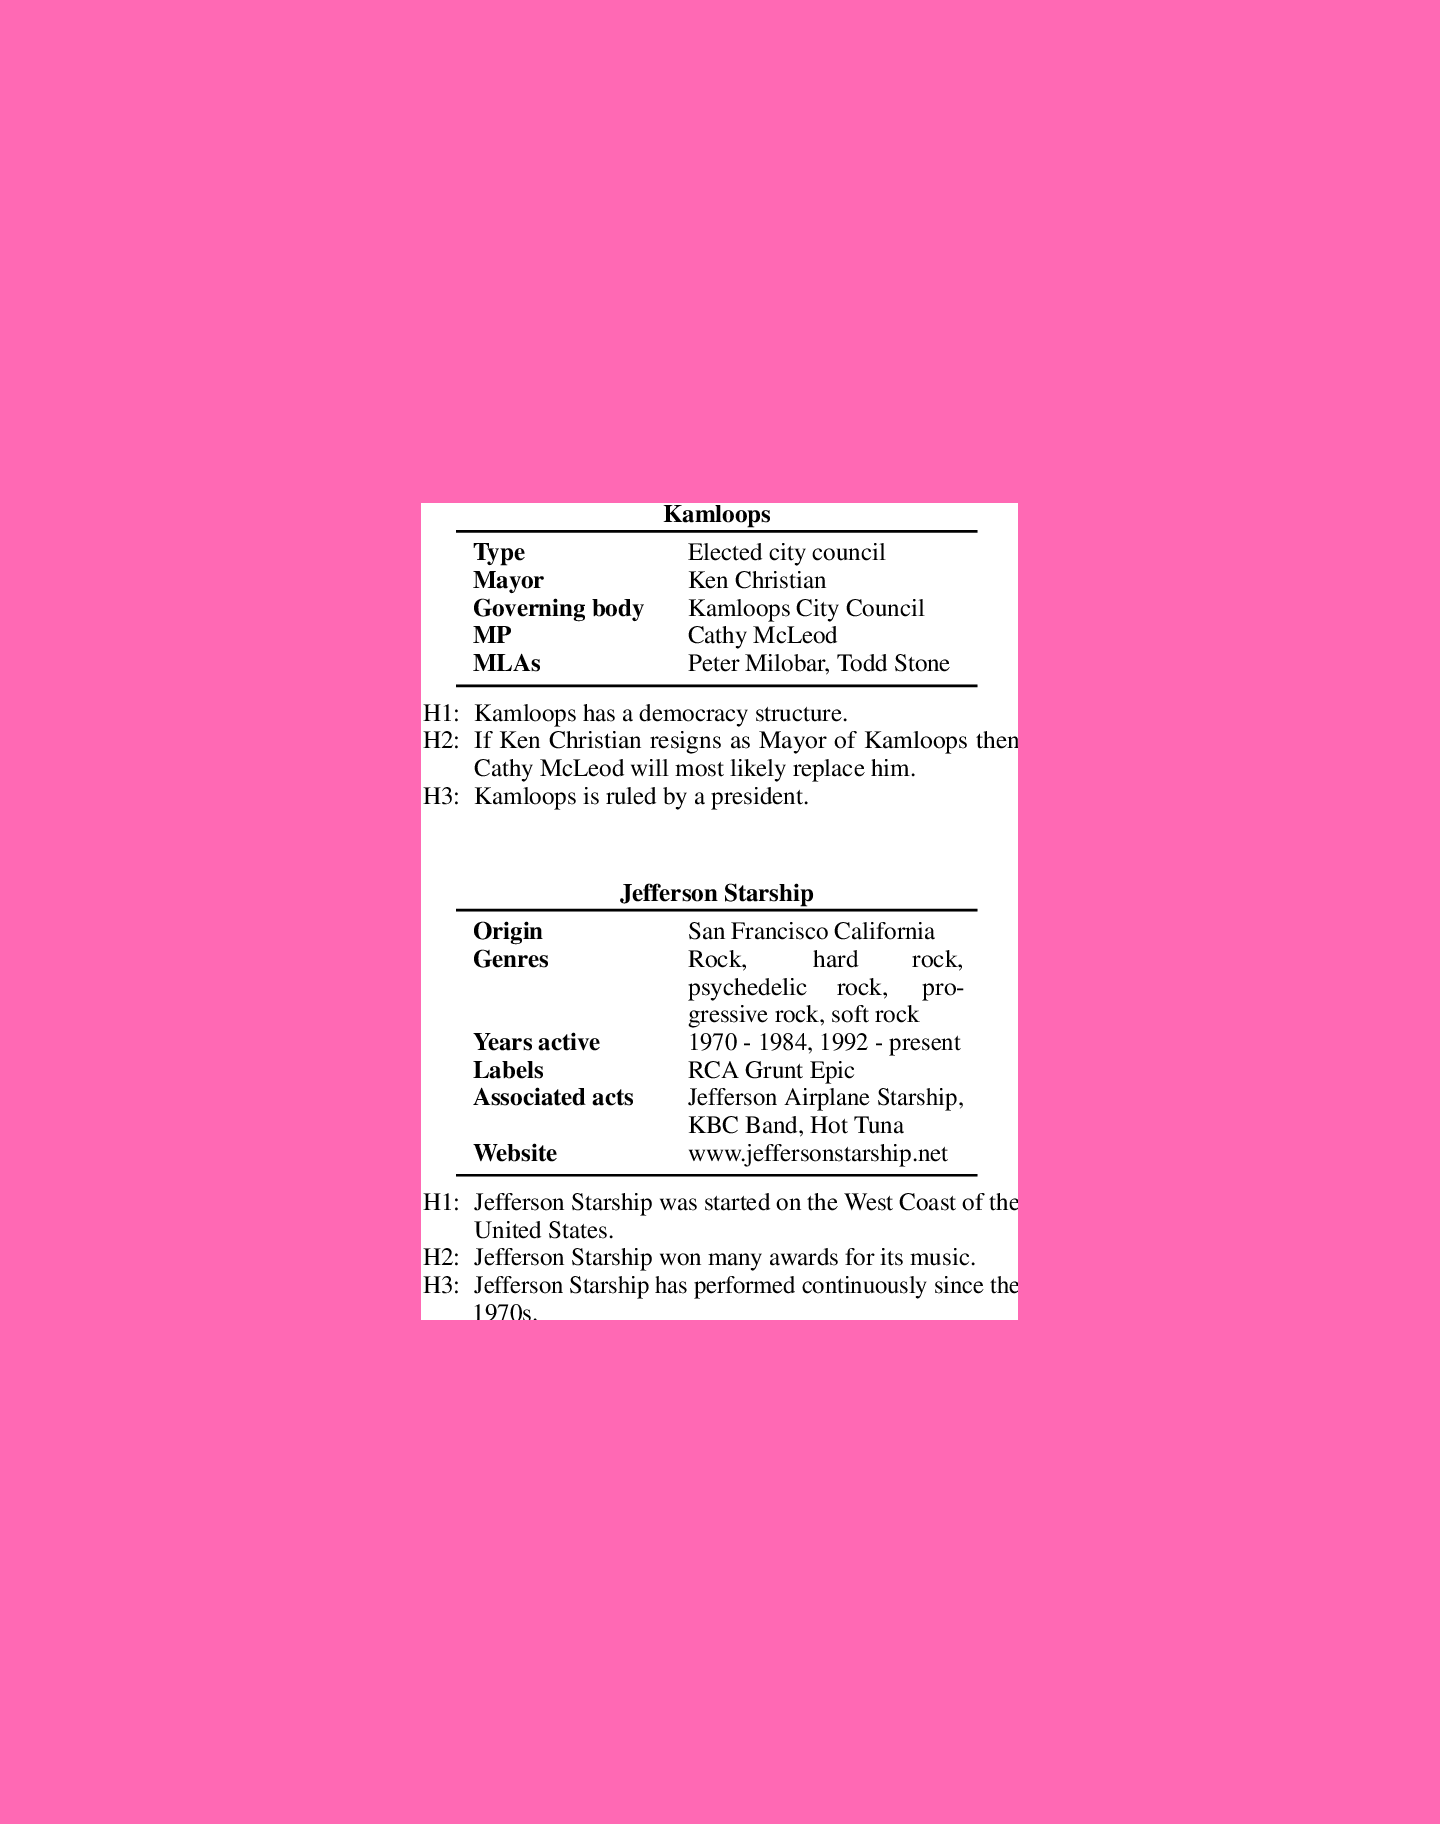 Kamloops
Type Elected city council
Mayor Ken Christian
Governing body Kamloops City Council
MP Cathy McLeod
MLAs Peter Milobar, Todd Stone
H1: Kamloops has a democracy structure.
H2: If Ken Christian resigns as Mayor of Kamloops then
Cathy McLeod will most likely replace him.
H3: Kamloops is ruled by a president.
Jefferson Starship
Origin San Francisco California
Genres Rock, hard rock,
psychedelic rock, pro-
gressive rock, soft rock
Years active 1970 - 1984, 1992 - present
Labels RCA Grunt Epic
Associated acts Jefferson Airplane Starship,
KBC Band, Hot Tuna
Website www.jeffersonstarship.net
H1: Jefferson Starship was started on the West Coast of the
United States.
H2: Jefferson Starship won many awards for its music.
H3: Jefferson Starship has performed continuously since the
1970s.